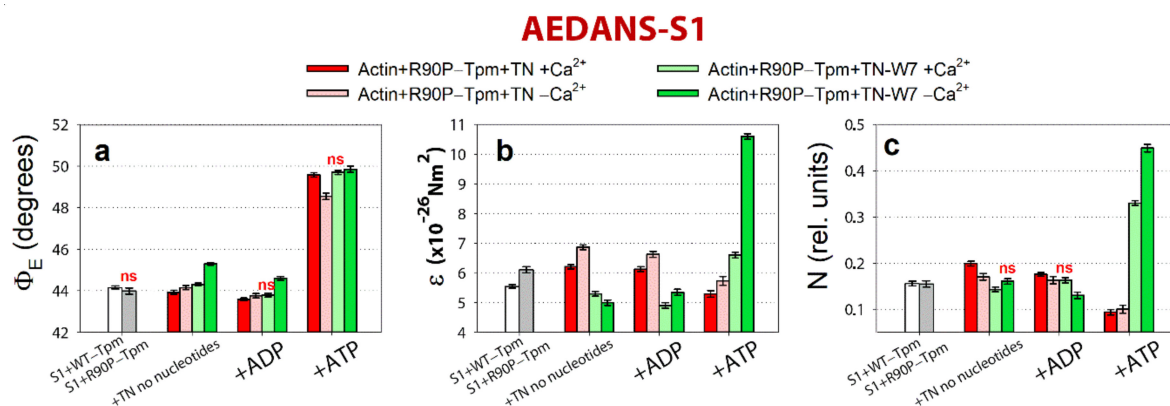 AEDANS-S1
Actin+R90P–Tpm+TN +Ca²⁺
Actin+R90P–Tpm+TN-W7 +Ca²⁺
Actin+R90P–Tpm+TN –Ca²⁺
Actin+R90P–Tpm+TN-W7 –Ca²⁺
a
Φ_E (degrees)
52
50
48
46
44
42
ns
ns
ns
S1+WT–Tpm
S1+R90P–Tpm
+TN no nucleotides
+ADP
+ATP
b
ε (x10⁻²⁶Nm²)
11
10
9
8
7
6
5
4
S1+WT–Tpm
S1+R90P–Tpm
+TN no nucleotides
+ADP
+ATP
c
N (rel. units)
0.5
0.4
0.3
0.2
0.1
ns
ns
S1+WT–Tpm
S1+R90P–Tpm
+TN no nucleotides
+ADP
+ATP